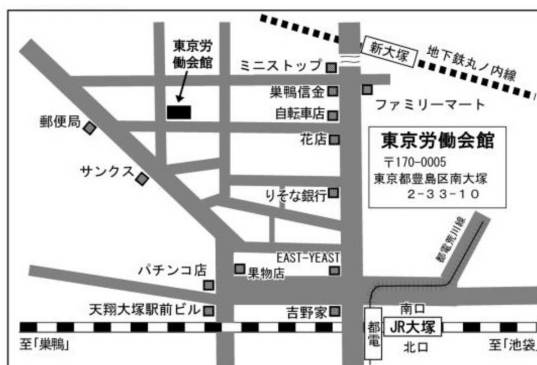 東京労
働会館
新大塚
地下鉄丸ノ内線
ミニストップ
巣鴨信金
ファミリーマート
自転車店
郵便局
花店
サンクス
東京労働会館
〒170-0005
東京都豊島区南大塚
2-33-10
りそな銀行
都電荒川線
EAST-YEAST
パチンコ店
果物店
天翔大塚駅前ビル
吉野家
南口
都電
JR大塚
北口
至「巣鴨」
至「池袋」